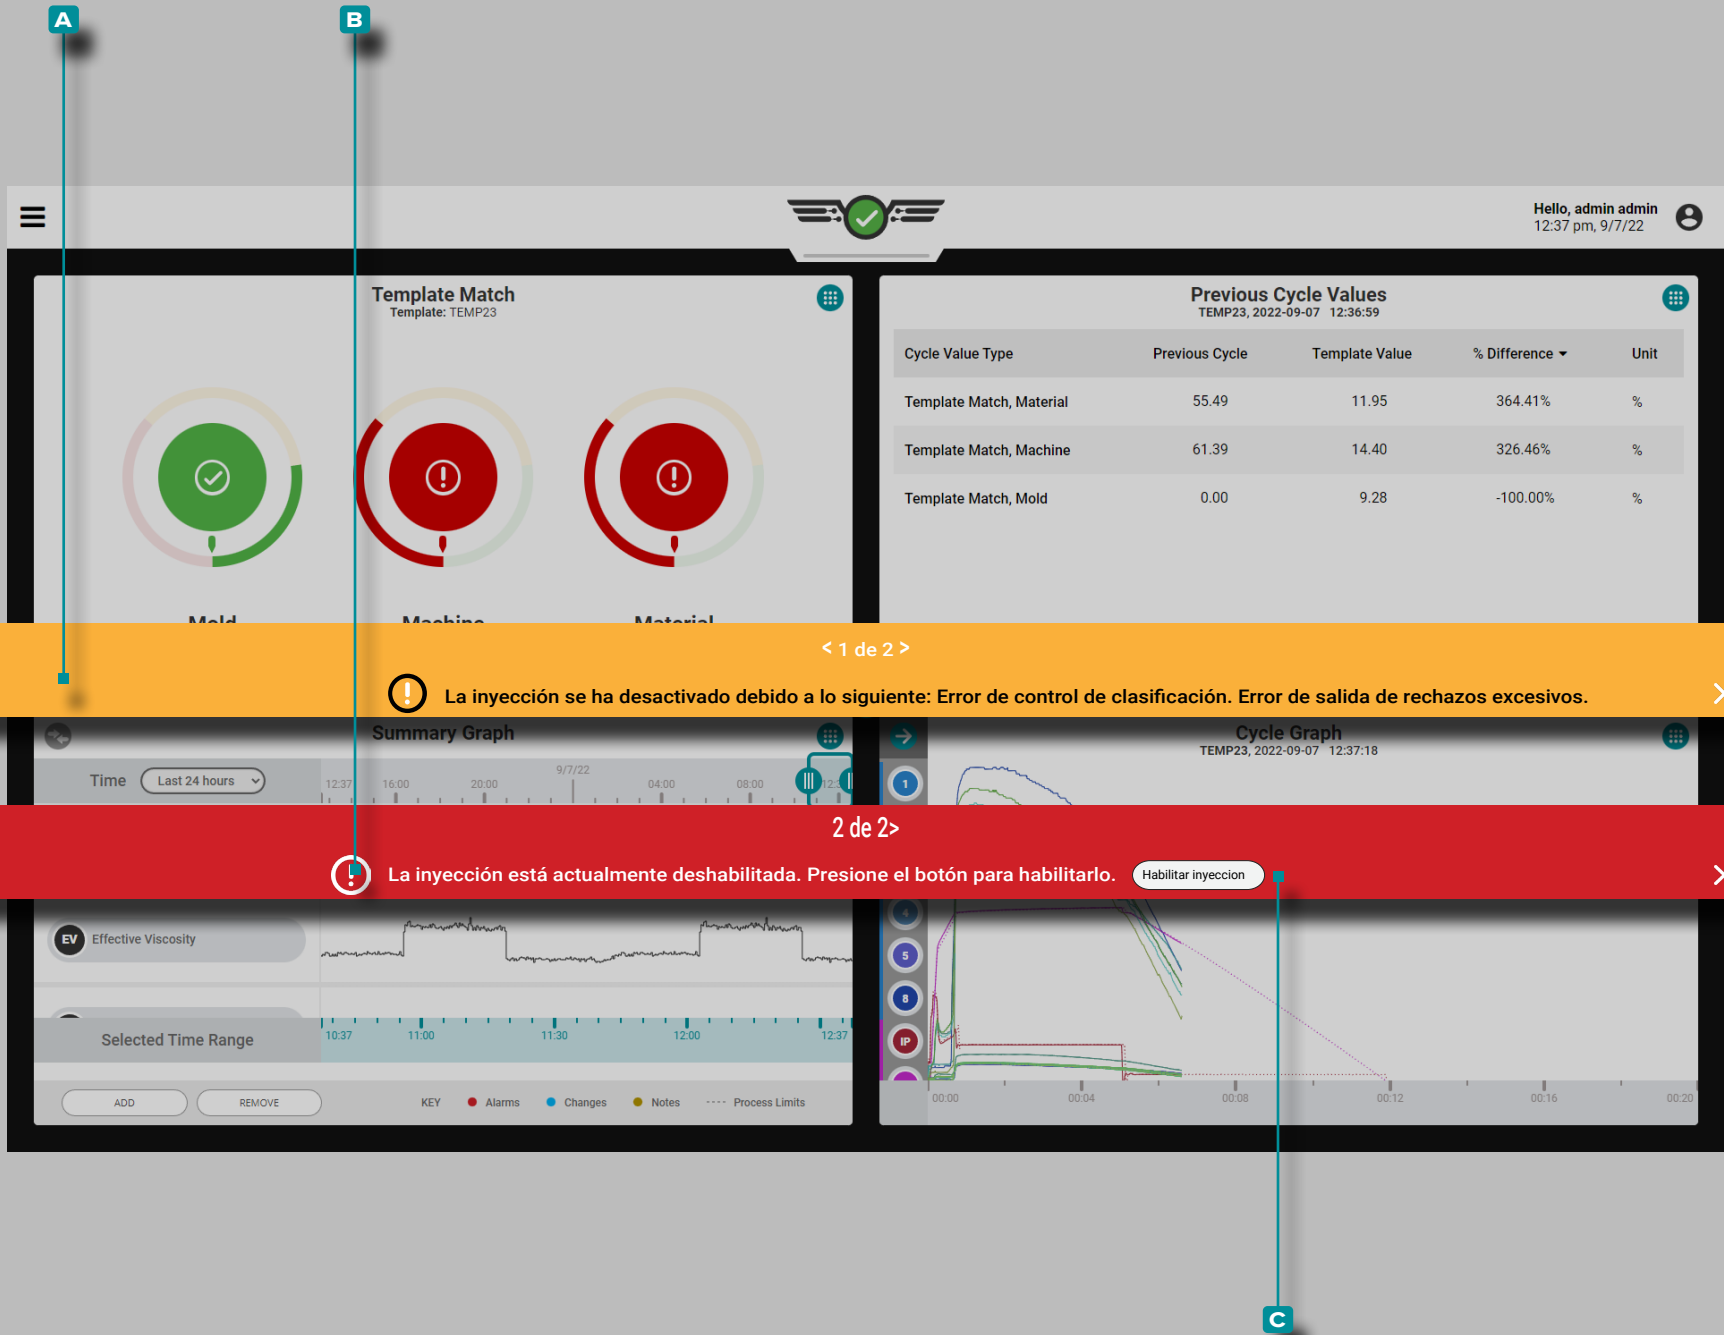 A
B
Hello, admin admin
12:37 pm, 9/7/22
Template Match
Template: TEMP23
Mold
Machine
Material
Previous Cycle Values
TEMP23, 2022-09-07 12:36:59
Cycle Value Type Previous Cycle Template Value % Difference Unit
Template Match, Material 55.49 11.95 364.41% %
Template Match, Machine 61.39 14.40 326.46% %
Template Match, Mold 0.00 9.28 -100.00% %
< 1 de 2 >
La inyección se ha desactivado debido a lo siguiente: Error de control de clasificación. Error de salida de rechazos excesivos.
Summary Graph
Time Last 24 hours
9/7/22
12:37 16:00 20:00 04:00 08:00
Cycle Graph
TEMP23, 2022-09-07 12:37:18
1
2 de 2>
La inyección está actualmente deshabilitada. Presione el botón para habilitarlo. Habilitar inyeccion
EV Effective Viscosity
Selected Time Range
10:37 11:00 11:30 12:00 12:37
ADD REMOVE KEY Alarms Changes Notes Process Limits
4
5
8
IP
00:00 00:04 00:08 00:12 00:16 00:20
C